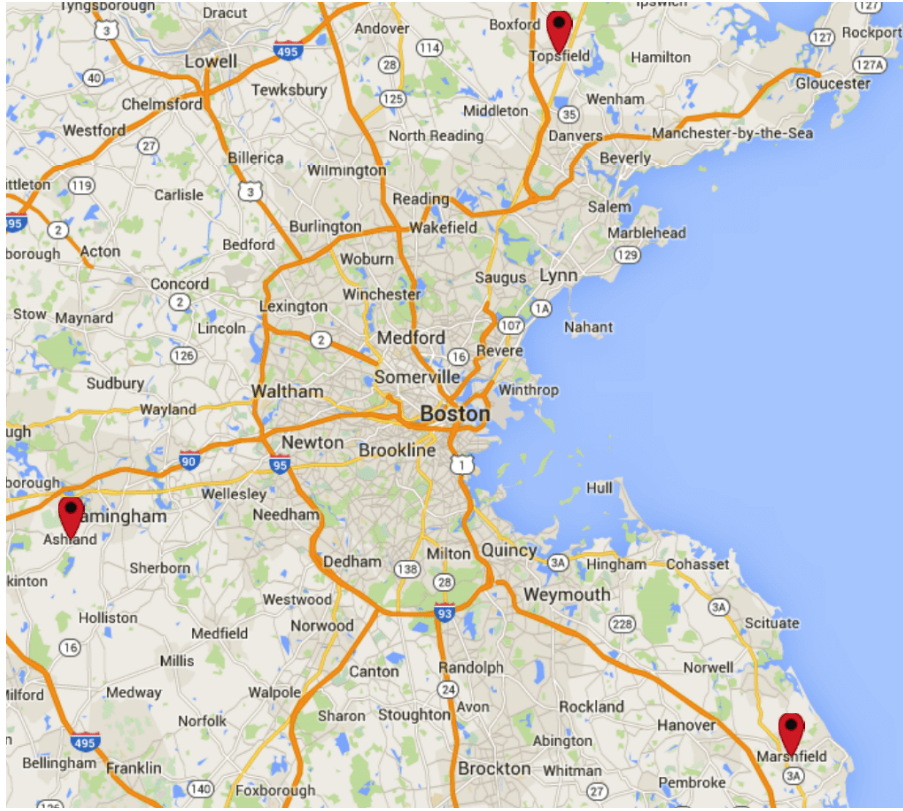 Tyngsborough
Dracut
Ipswich
127
Andover
Boxford
Rockport
3
495
114
127
Lowell
Topsfield
Hamilton
28
127A
40
Tewksbury
Gloucester
Chelmsford
125
Middleton
Wenham
35
Westford
North Reading
Danvers
Manchester-by-the-Sea
27
Billerica
Beverly
Wilmington
119
Carlisle
3
Reading
Salem
495
2
Burlington
Wakefield
Marblehead
Acton
Bedford
129
Woburn
Saugus
Lynn
Concord
2
Winchester
Lexington
1A
Stow
Maynard
Lincoln
107
Nahant
2
Medford
126
16
Revere
Sudbury
Somerville
Waltham
Winthrop
Wayland
Boston
Newton
Brookline
90
95
1
Wellesley
Hull
Framingham
Needham
Ashland
Quincy
Milton
Dedham
3A
Hingham
Cohasset
Sherborn
138
28
Westwood
Weymouth
3A
Holliston
93
Norwood
228
Scituate
Medfield
16
Millis
Canton
Randolph
Norwell
Milford
Medway
Walpole
24
Avon
Rockland
Norfolk
Sharon
Stoughton
Hanover
495
Abington
Marshfield
Bellingham
Franklin
Brockton
Whitman
3A
140
Foxborough
Pembroke
27
126